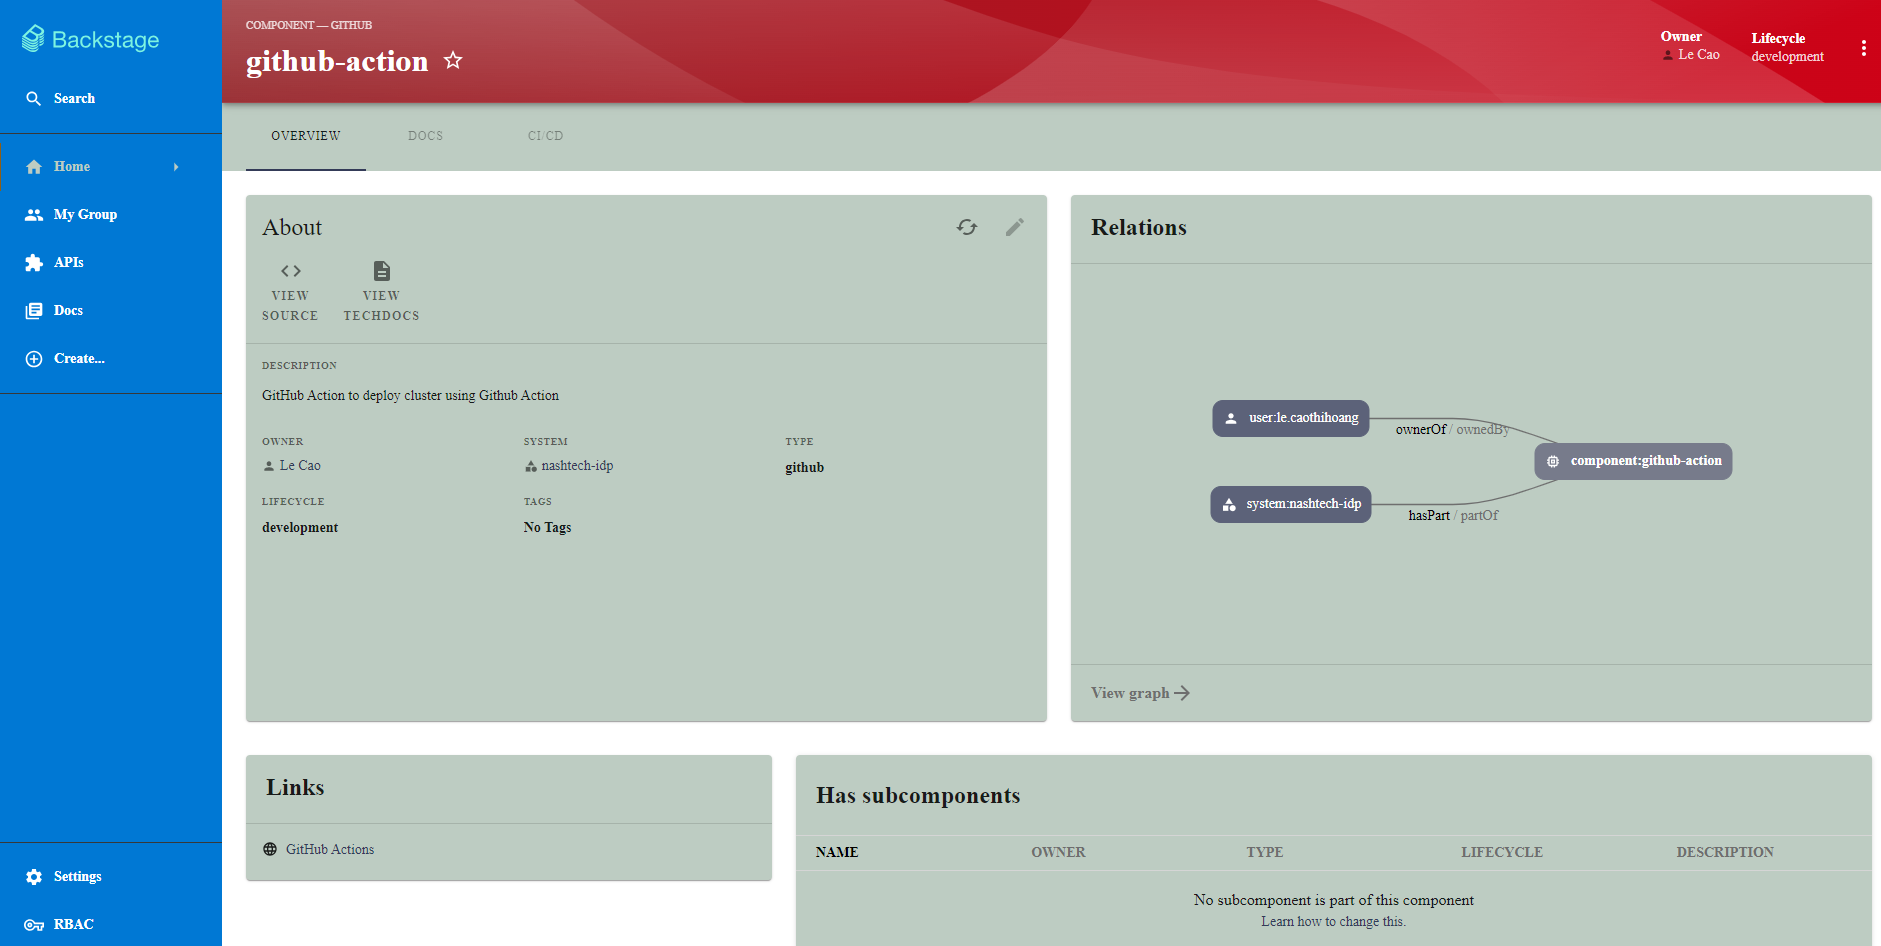 Backstage
Search
Home
My Group
APIs
Docs
Create...
Settings
RBAC
COMPONENT — GITHUB
github-action
Owner
Le Cao
Lifecycle
development
OVERVIEW
DOCS
CI/CD
About
VIEW
SOURCE
VIEW
TECHDOCS
DESCRIPTION
GitHub Action to deploy cluster using Github Action
OWNER
Le Cao
SYSTEM
nashtech-idp
TYPE
github
LIFECYCLE
development
TAGS
No Tags
Relations
user:le.caothihoang
ownerOf / ownedBy
component:github-action
system:nashtech-idp
hasPart / partOf
View graph
Links
GitHub Actions
Has subcomponents
NAME OWNER TYPE LIFECYCLE DESCRIPTION
No subcomponent is part of this component
Learn how to change this.